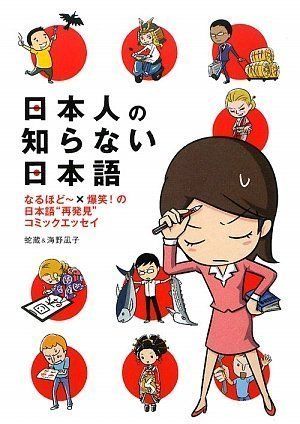 日本人の
知らない
日本語
なるほど~×爆笑!の
日本語“再発見”
コミックエッセイ
蛇蔵&海野凪子